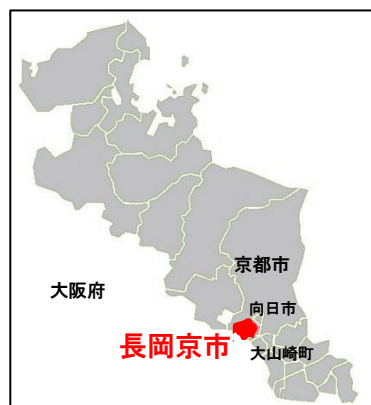 京都市
大阪府
向日市
長岡京市
大山崎町